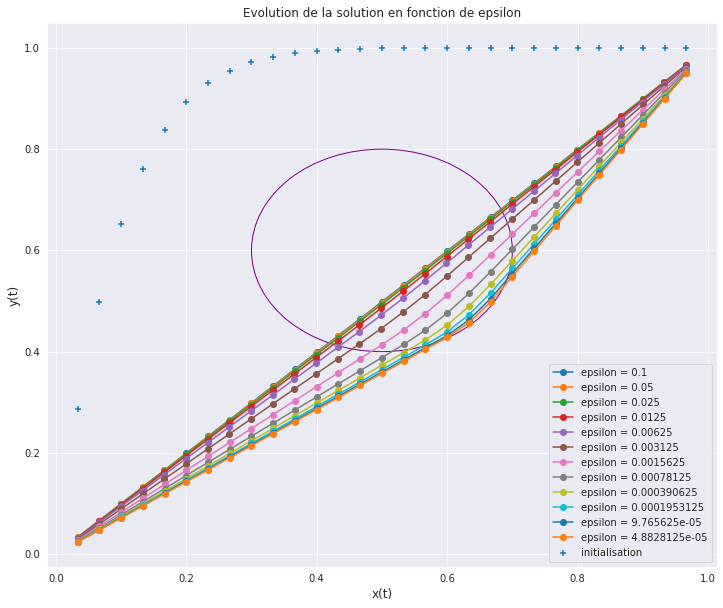 Evolution de la solution en fonction de epsilon
1.0
0.8
0.6
0.4
0.2
0.0
y(t)
0.0 0.2 0.4 0.6 0.8 1.0
x(t)
epsilon = 0.1
epsilon = 0.05
epsilon = 0.025
epsilon = 0.0125
epsilon = 0.00625
epsilon = 0.003125
epsilon = 0.0015625
epsilon = 0.00078125
epsilon = 0.000390625
epsilon = 0.0001953125
epsilon = 9.765625e-05
epsilon = 4.8828125e-05
initialisation